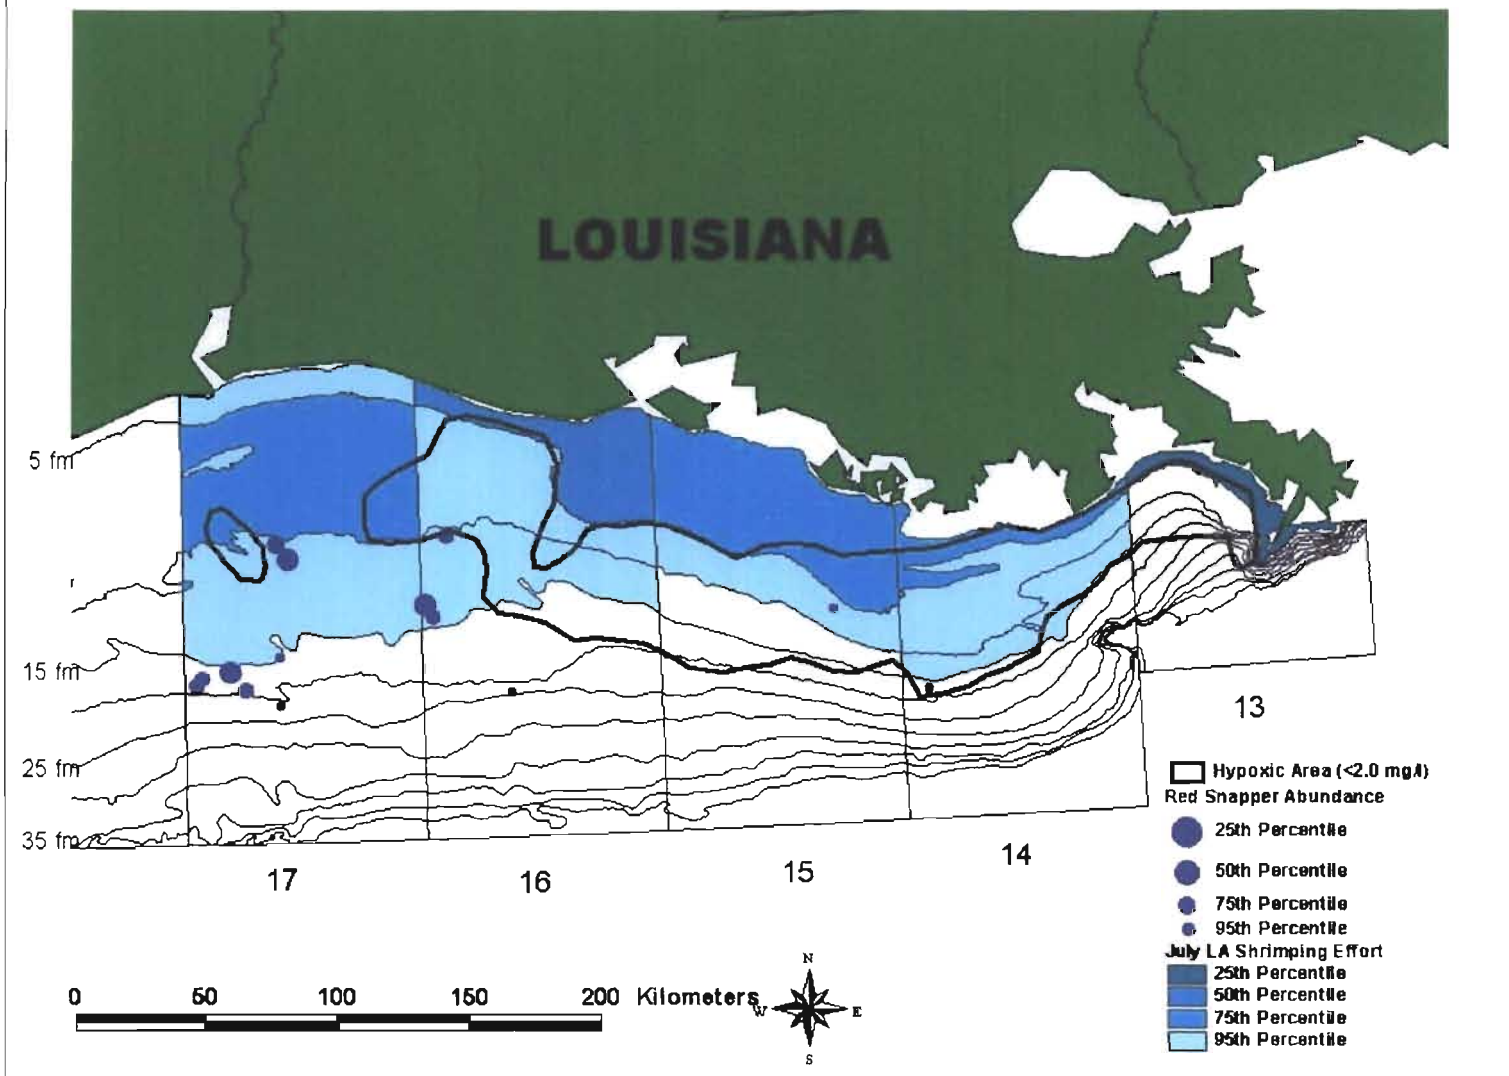 LOUISIANA
5 fm
15 fm
25 fm
35 fm
17
16
15
14
13
Hypoxic Area (<2.0 mg/l)
Red Snapper Abundance
25th Percentile
50th Percentile
75th Percentile
95th Percentile
July LA Shrimping Effort
25th Percentile
50th Percentile
75th Percentile
95th Percentile
0 50 100 150 200 Kilometers
N
W E
S